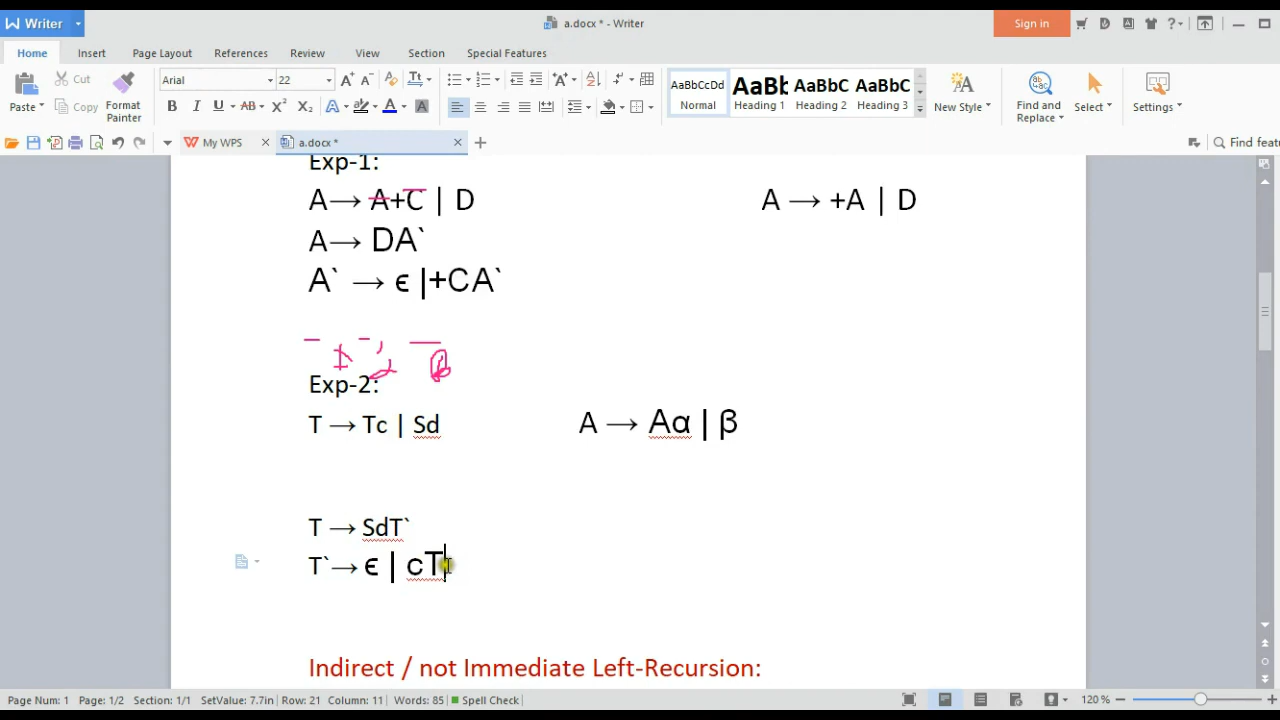 Writer
a.docx * - Writer
Sign in
Home Insert Page Layout References Review View Section Special Features
Paste Cut Copy Format Painter
Arial 22
AaBbCcDd Normal
AaBb Heading 1
AaBbC Heading 2
AaBbC Heading 3
New Style
Find and Replace
Select
Settings
My WPS
a.docx *
Find feat
Exp-1:
A→ A+C | D
A → +A | D
A→ DA`
A` → ϵ |+CA`
Exp-2:
T → Tc | Sd
A → Aα | β
T → SdT`
T`→ ϵ | cT
Indirect / not Immediate Left-Recursion:
Page Num: 1 Page: 1/2 Section: 1/1 SetValue: 7.7in Row: 21 Column: 11 Words: 85 Spell Check 120 %